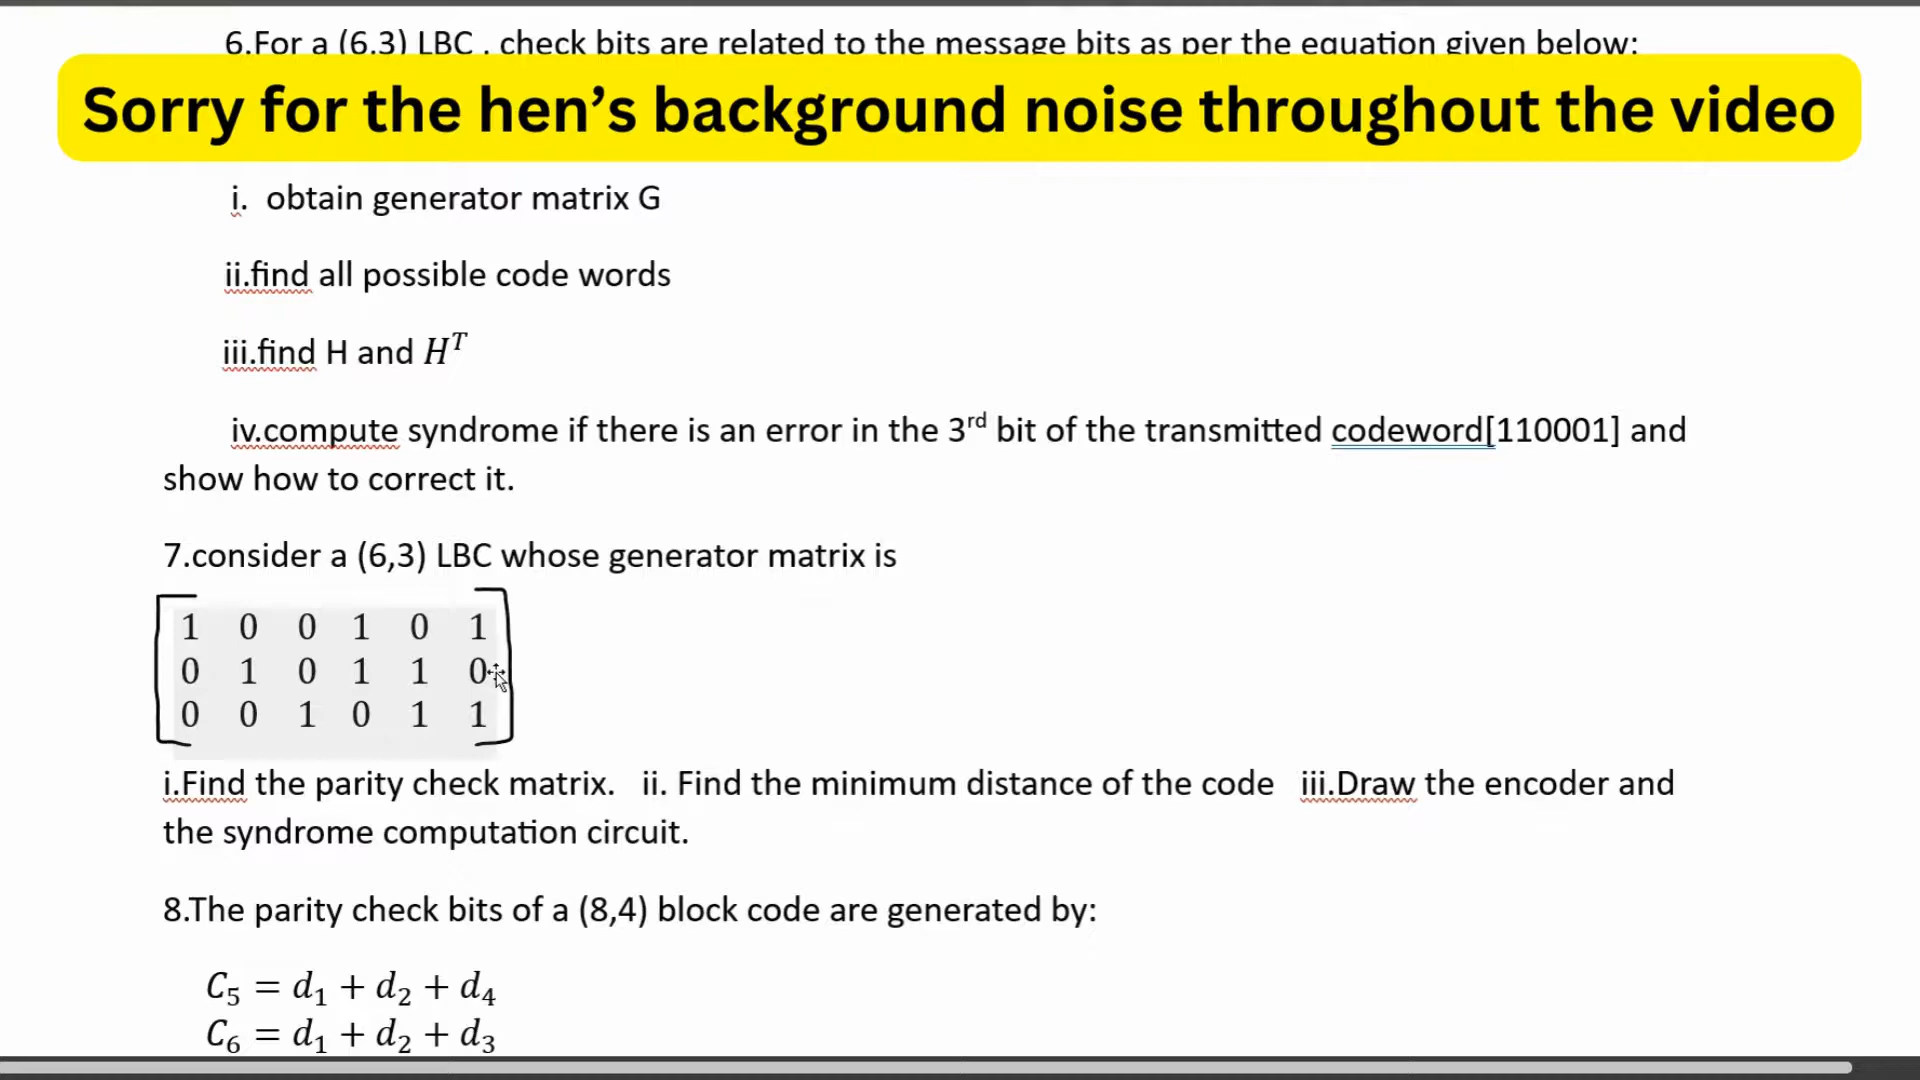 6.For a (6,3) LBC , check bits are related to the message bits as per the equation given below:
Sorry for the hen’s background noise throughout the video
i. obtain generator matrix G
ii.find all possible code words
iii.find H and H^T
iv.compute syndrome if there is an error in the 3rd bit of the transmitted codeword[110001] and
show how to correct it.
7.consider a (6,3) LBC whose generator matrix is
1 0 0 1 0 1
0 1 0 1 1 0
0 0 1 0 1 1
i.Find the parity check matrix. ii. Find the minimum distance of the code iii.Draw the encoder and
the syndrome computation circuit.
8.The parity check bits of a (8,4) block code are generated by:
C₅ = d₁ + d₂ + d₄
C₆ = d₁ + d₂ + d₃